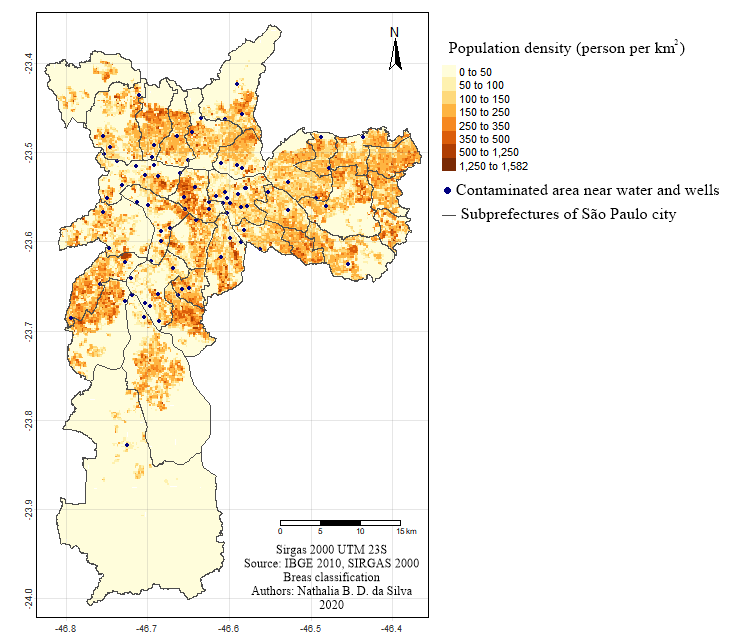 N
Population density (person per km²)
0 to 50
50 to 100
100 to 150
150 to 250
250 to 350
350 to 500
500 to 1,250
1,250 to 1,582
Contaminated area near water and wells
Subprefectures of São Paulo city
-23.4
-23.5
-23.6
-23.7
-23.8
-23.9
-24.0
0 5 10 15 km
Sirgas 2000 UTM 23S
Source: IBGE 2010, SIRGAS 2000
Breas classification
Authors: Nathalia B. D. da Silva
2020
-46.8 -46.7 -46.6 -46.5 -46.4